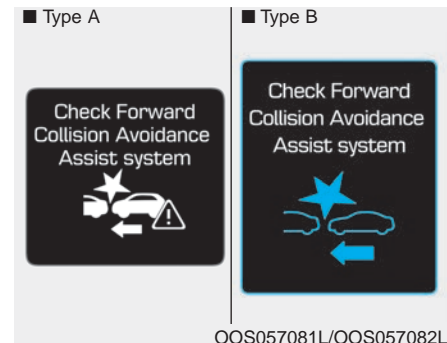 ■ Type A
■ Type B
Check Forward
Collision Avoidance
Assist system
Check Forward
Collision Avoidance
Assist system
OOS057081L/OOS057082L